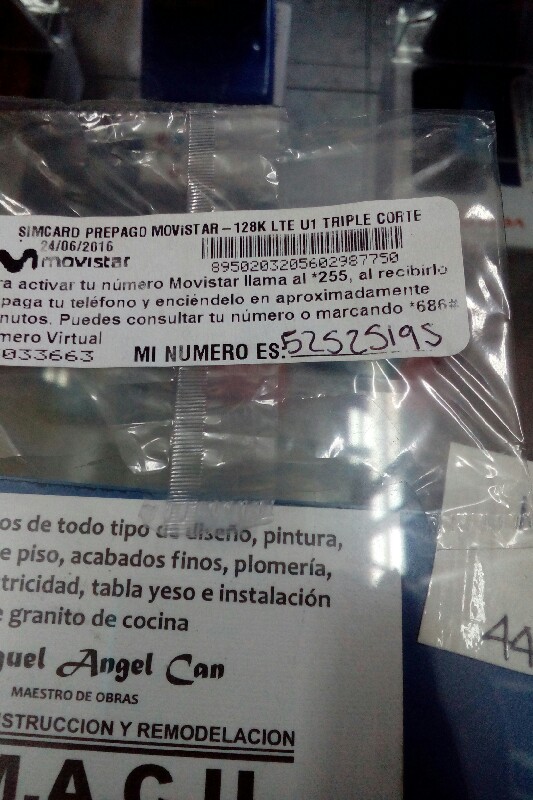 SIMCARD PREPAGO MOViSTAR - 128K LTE U1 TRIPLE CORTE
24/06/2016
movistar
8950203205602987750
ra activar tu número Movistar llama al *255, al recibirlo
paga tu teléfono y enciéndelo en aproximadamente
nutos. Puedes consultar tu número o marcando *686#
mero Virtual
033663
MI NUMERO ES: 52525195
os de todo tipo de diseño, pintura,
e piso, acabados finos, plomería,
tricidad, tabla yeso e instalación
e granito de cocina
guel Angel Can
MAESTRO DE OBRAS
NSTRUCCION Y REMODELACION
M.A.C.U
44